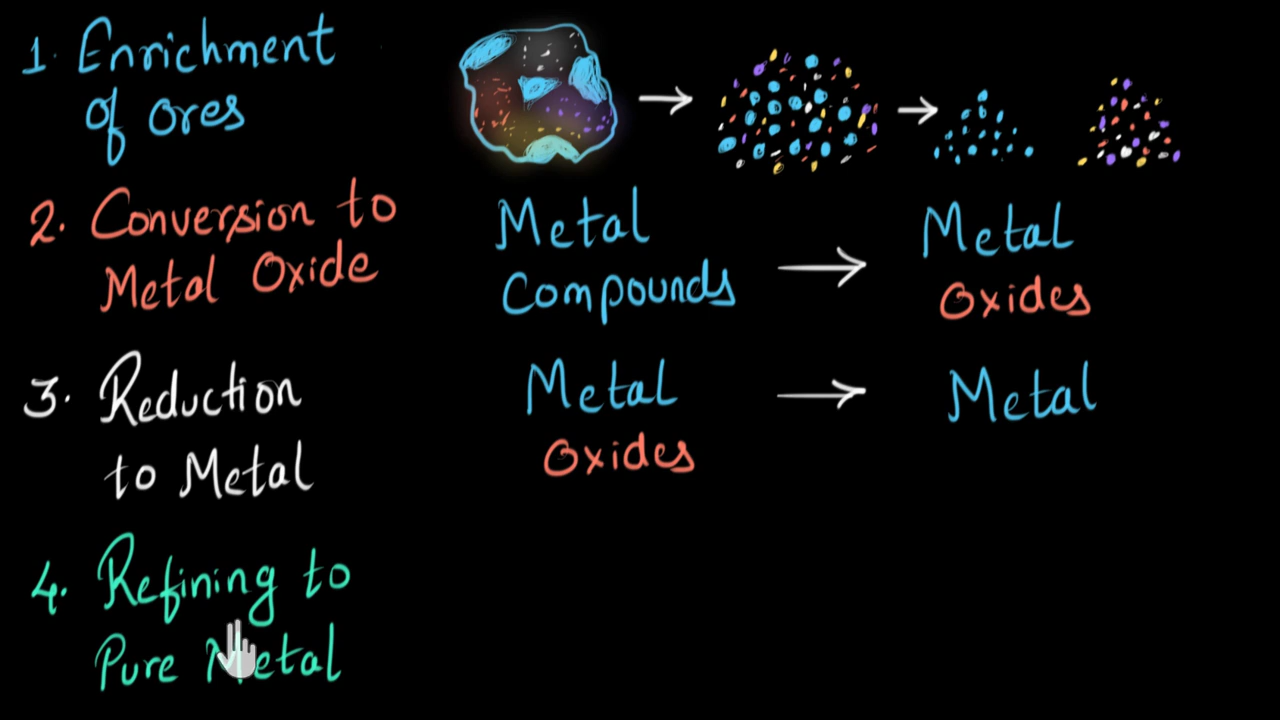 1. Enrichment
of ores
2. Conversion to
Metal Oxide
Metal
Compounds
Metal
Oxides
3. Reduction
to Metal
Metal
Oxides
Metal
4. Refining to
Pure Metal